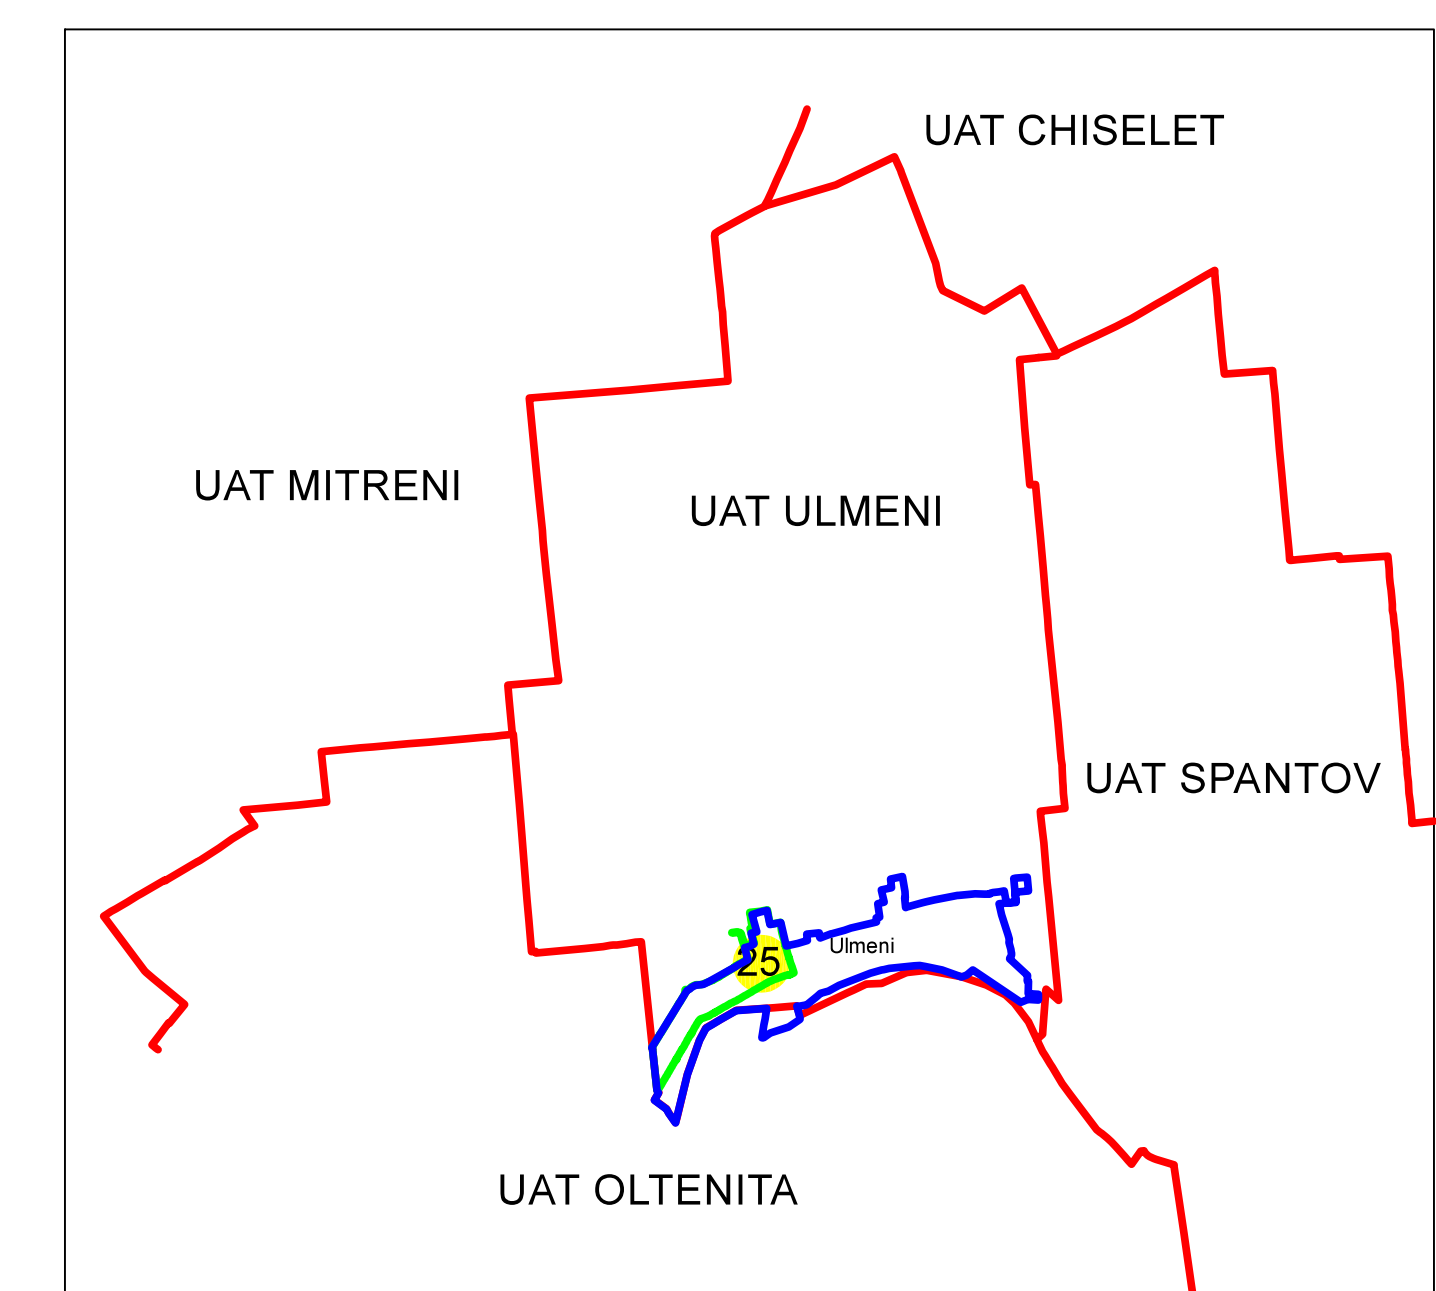 UAT CHISELET
UAT MITRENI
UAT ULMENI
UAT SPANTOV
Ulmeni
25
UAT OLTENITA